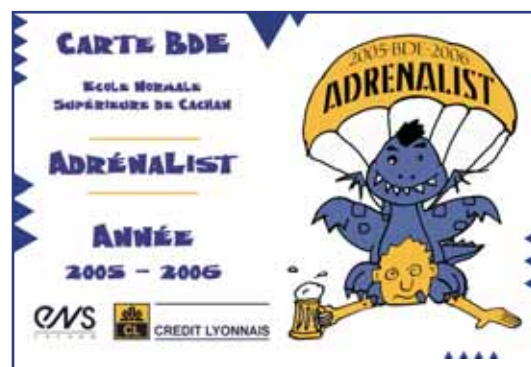 CARTE BDE
ECOLE NORMALE
SUPÉRIEURE DE CACHAN
ADRÉNALIST
ANNÉE
2005 - 2006
ENS
CACHAN
CL
CREDIT LYONNAIS
2005-BDE-2006
ADRENALIST